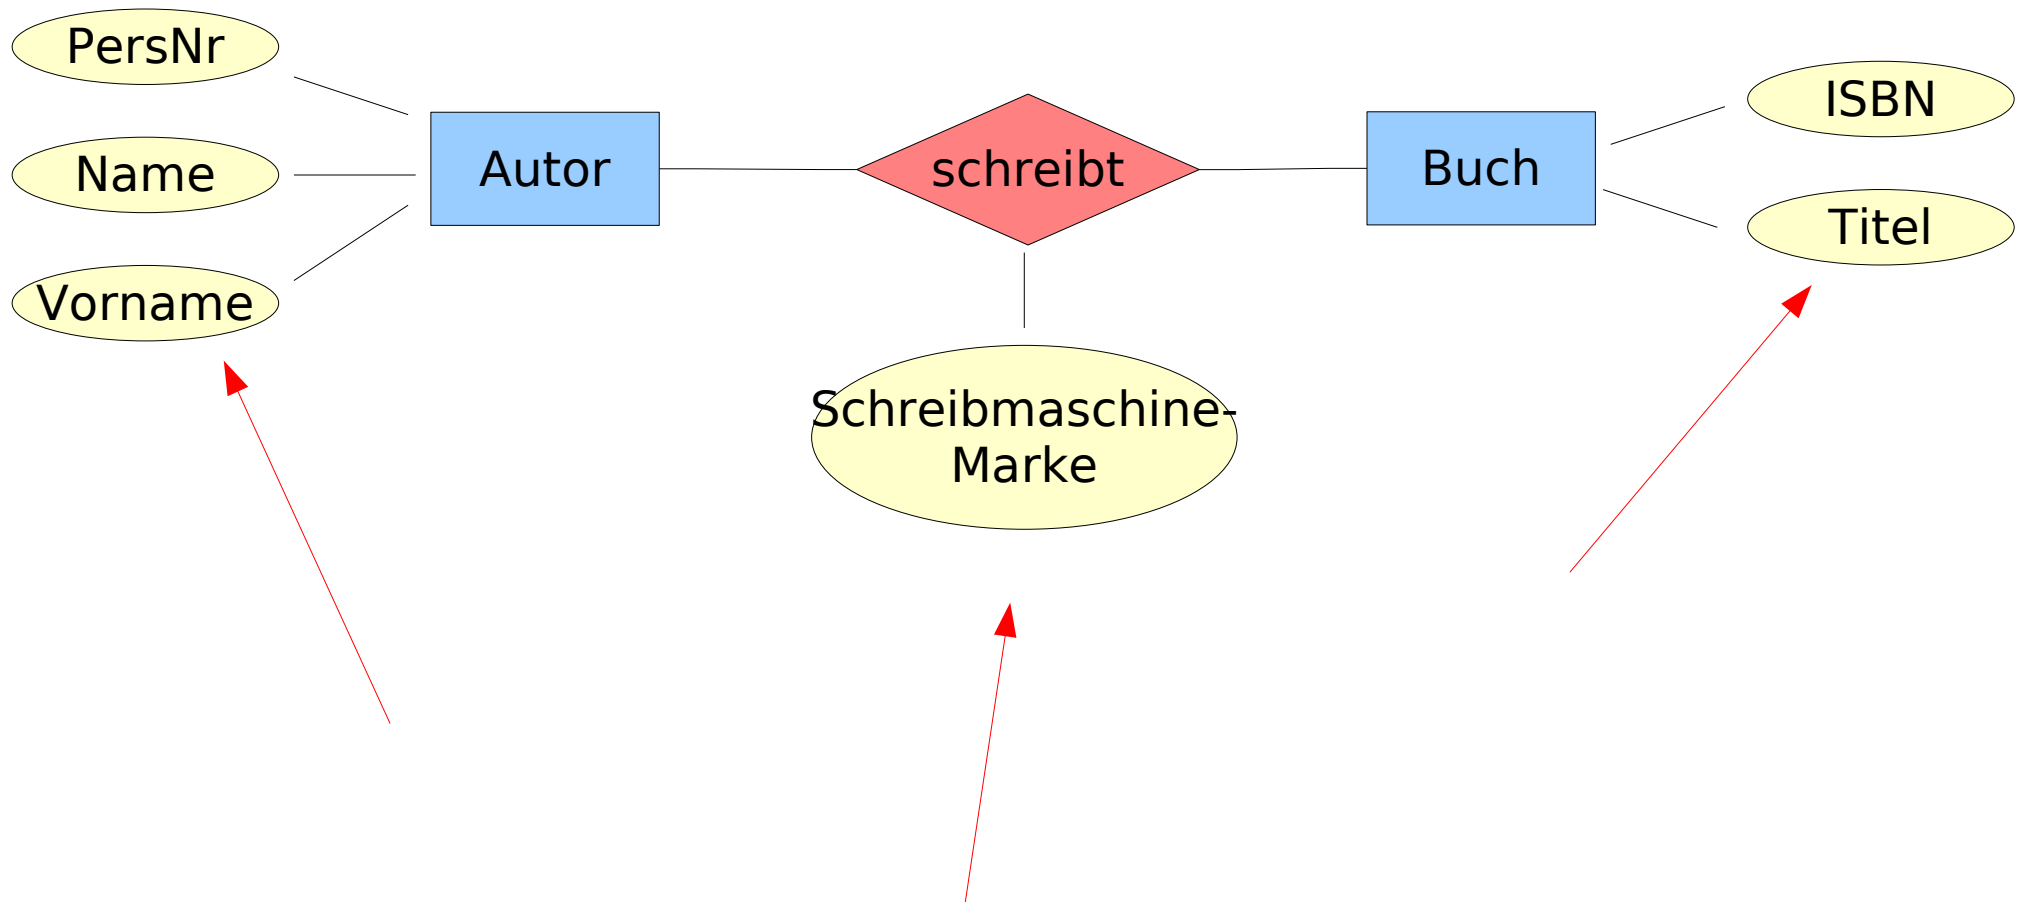 PersNr
Name
Vorname
Autor
schreibt
Schreibmaschine-
Marke
Buch
ISBN
Titel